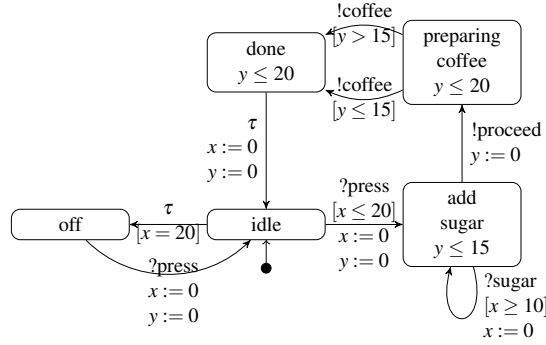 !coffee
[y > 15]
done
y ≤ 20
preparing
coffee
y ≤ 20
!coffee
[y ≤ 15]
τ
x := 0
y := 0
!proceed
y := 0
?press
[x ≤ 20]
x := 0
y := 0
add
sugar
y ≤ 15
off
τ
[x = 20]
idle
?press
x := 0
y := 0
?sugar
[x ≥ 10]
x := 0